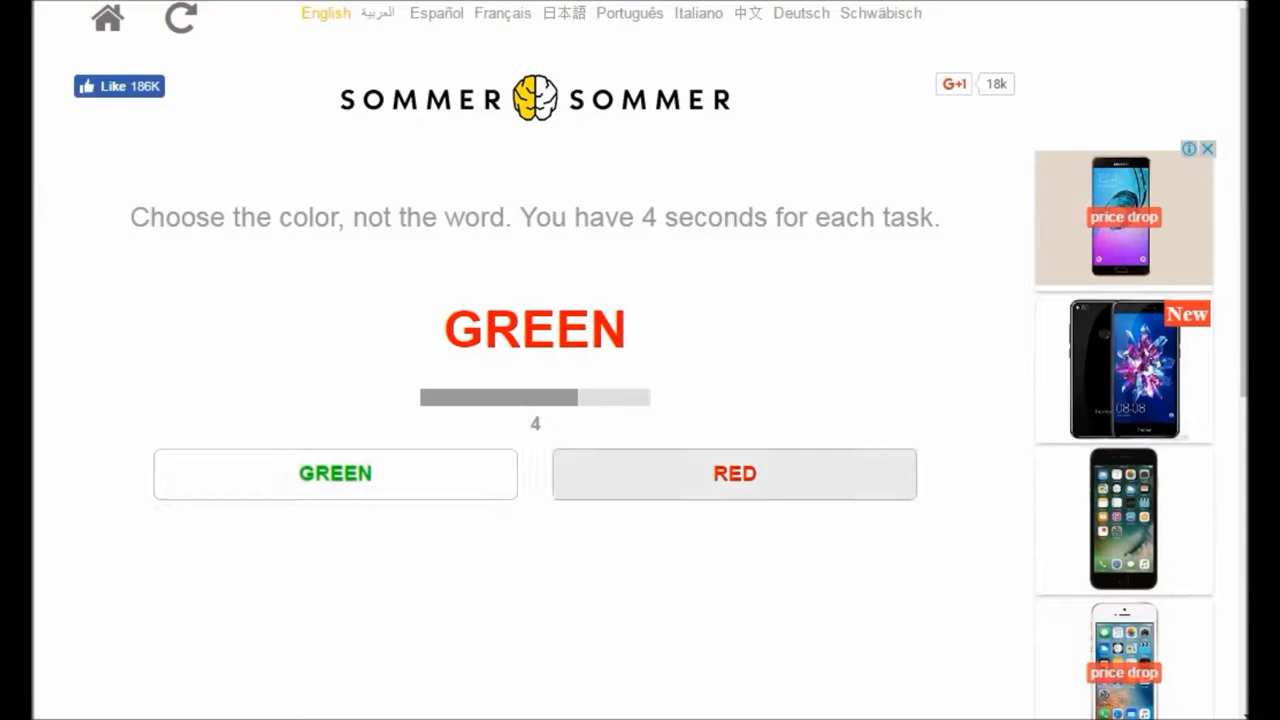 English العربية Español Français 日本語 Português Italiano 中文 Deutsch Schwäbisch
Like 186K
SOMMER SOMMER
G+1 18k
Choose the color, not the word. You have 4 seconds for each task.
price drop
New
GREEN
08:08
4
GREEN
RED
price drop